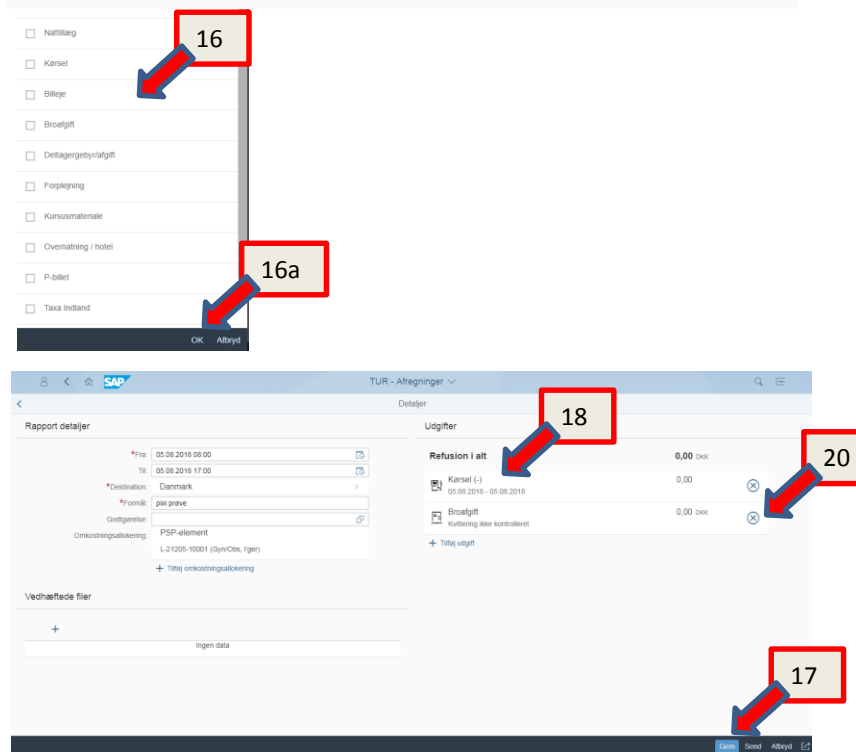 Nattillæg
16
Kørsel
Billeje
Broafgift
Deltagergebyr/afgift
Forplejning
Kursusmateriale
Overnatning / hotel
16a
P-billet
Taxa Indland
OK Afbryd
SAP
TUR - Afregninger
Detaljer
Rapport detaljer
*Fra: 05.08.2018 08:00
Til: 05.08.2018 17:00
*Destination: Danmark
*Formål: pixi prøve
Godtgørelse:
Omkostningsallokering: PSP-element
L-21205-10001 (Gyn/Obs, l'ger)
+ Tilføj omkostningsallokering
Vedhæftede filer
+
Ingen data
Udgifter
18
Refusion i alt 0,00 DKK
20
Kørsel (-) 0,00
05.08.2018 - 05.08.2018
Broafgift 0,00 DKK
Kvittering ikke kontrolleret
+ Tilføj udgift
17
Gem Send Afbryd